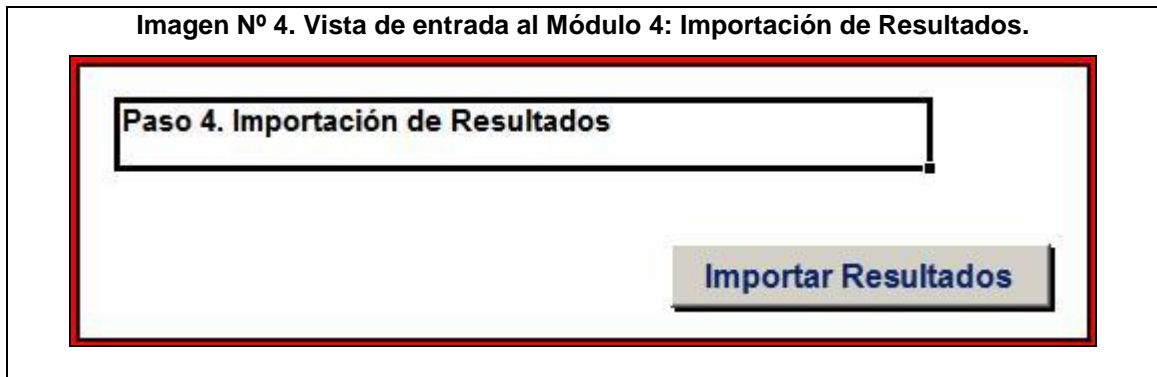 Imagen Nº 4. Vista de entrada al Módulo 4: Importación de Resultados.
Paso 4. Importación de Resultados
Importar Resultados